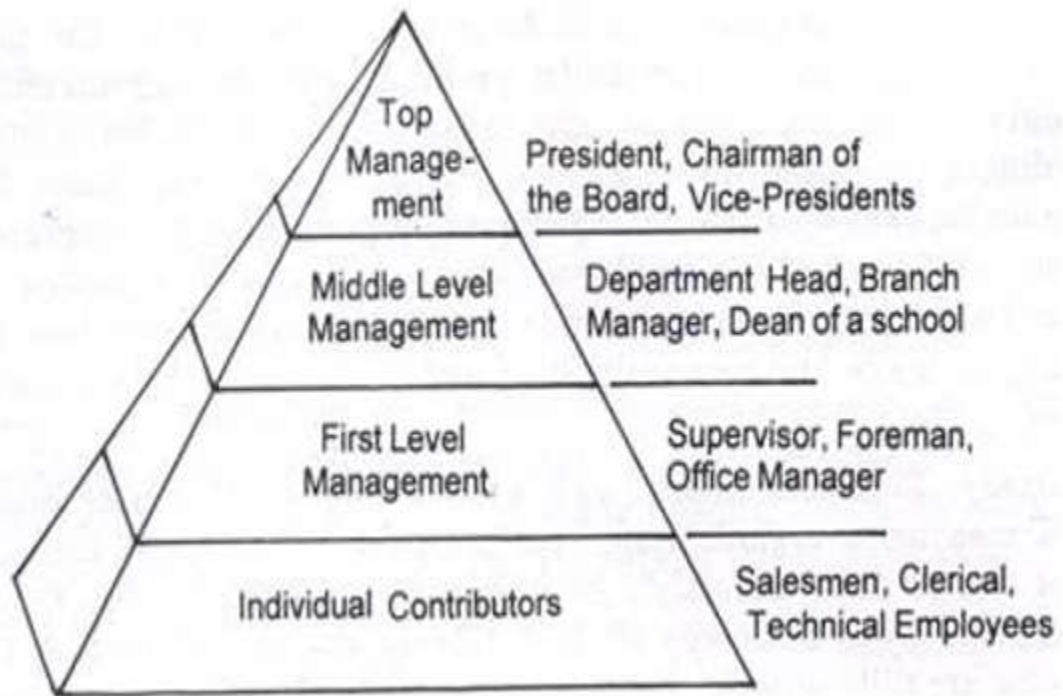 Top
Manage-
ment
President, Chairman of
the Board, Vice-Presidents
Middle Level
Management
Department Head, Branch
Manager, Dean of a school
First Level
Management
Supervisor, Foreman,
Office Manager
Individual Contributors
Salesmen, Clerical,
Technical Employees